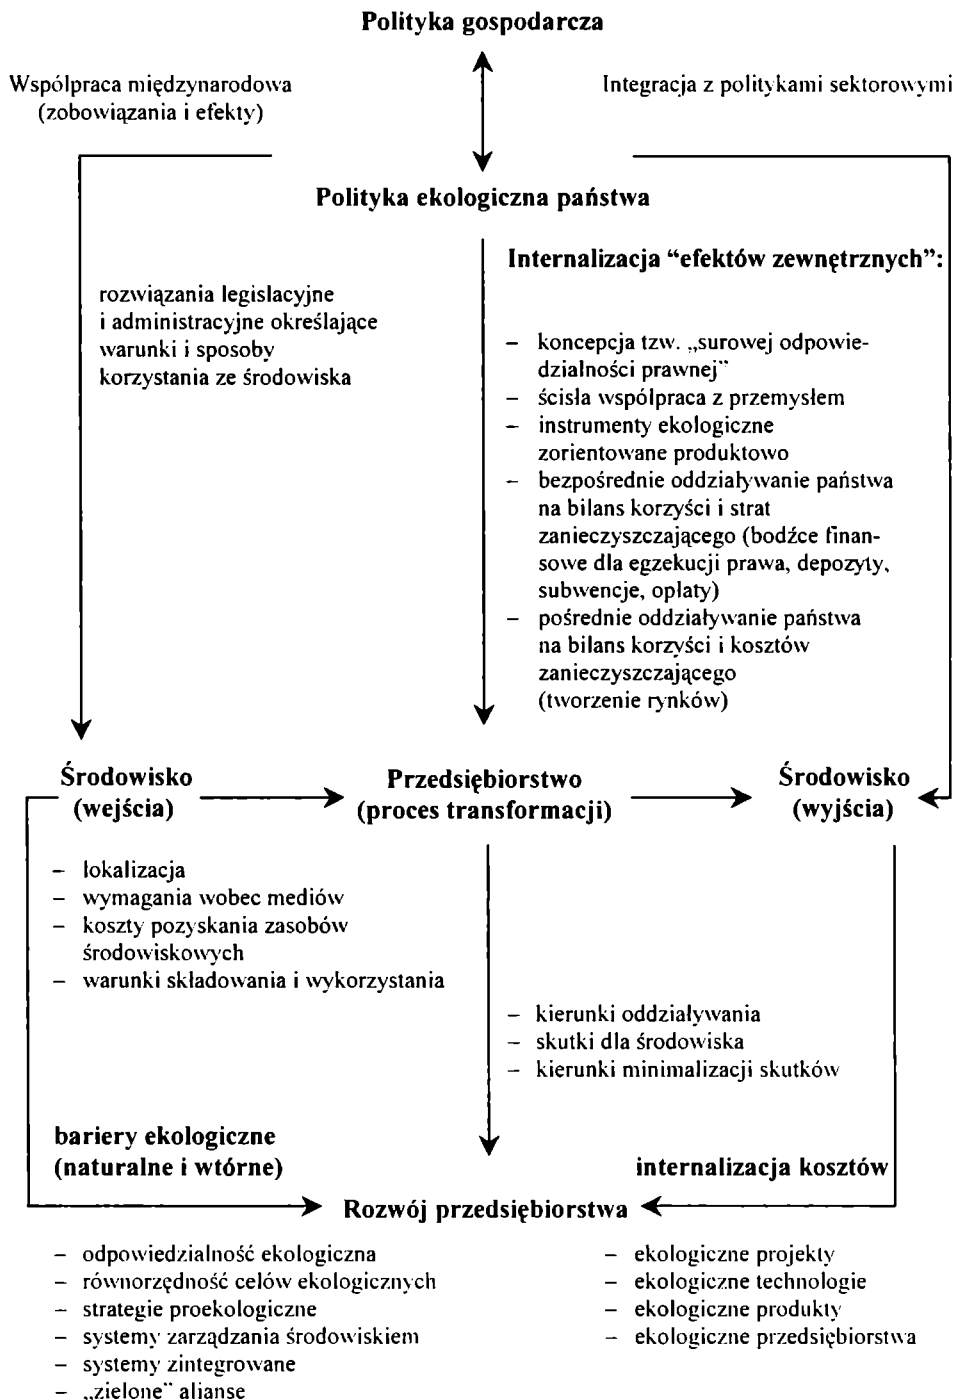 Polityka gospodarcza
Współpraca międzynarodowa
(zobowiązania i efekty)
Integracja z politykami sektorowymi
Polityka ekologiczna państwa
Internalizacja “efektów zewnętrznych”:
rozwiązania legislacyjne
i administracyjne określające
warunki i sposoby
korzystania ze środowiska
– koncepcja tzw. „surowej odpowie-
dzialności prawnej”
– ścisła współpraca z przemysłem
– instrumenty ekologiczne
zorientowane produktowo
– bezpośrednie oddziaływanie państwa
na bilans korzyści i strat
zanieczyszczającego (bodźce finan-
sowe dla egzekucji prawa, depozyty,
subwencje, opłaty)
– pośrednie oddziaływanie państwa
na bilans korzyści i kosztów
zanieczyszczającego
(tworzenie rynków)
Środowisko
(wejścia)
Przedsiębiorstwo
(proces transformacji)
Środowisko
(wyjścia)
– lokalizacja
– wymagania wobec mediów
– koszty pozyskania zasobów
środowiskowych
– warunki składowania i wykorzystania
– kierunki oddziaływania
– skutki dla środowiska
– kierunki minimalizacji skutków
bariery ekologiczne
(naturalne i wtórne)
internalizacja kosztów
Rozwój przedsiębiorstwa
– odpowiedzialność ekologiczna
– równorzędność celów ekologicznych
– strategie proekologiczne
– systemy zarządzania środowiskiem
– systemy zintegrowane
– „zielone” alianse
– ekologiczne projekty
– ekologiczne technologie
– ekologiczne produkty
– ekologiczne przedsiębiorstwa